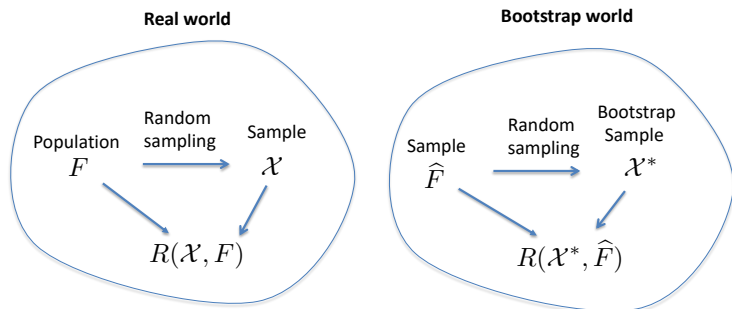 Real world
Population
F
Random
sampling
Sample
𝒳
R(𝒳, F)
Bootstrap world
Sample
F̂
Random
sampling
Bootstrap
Sample
𝒳*
R(𝒳*, F̂)